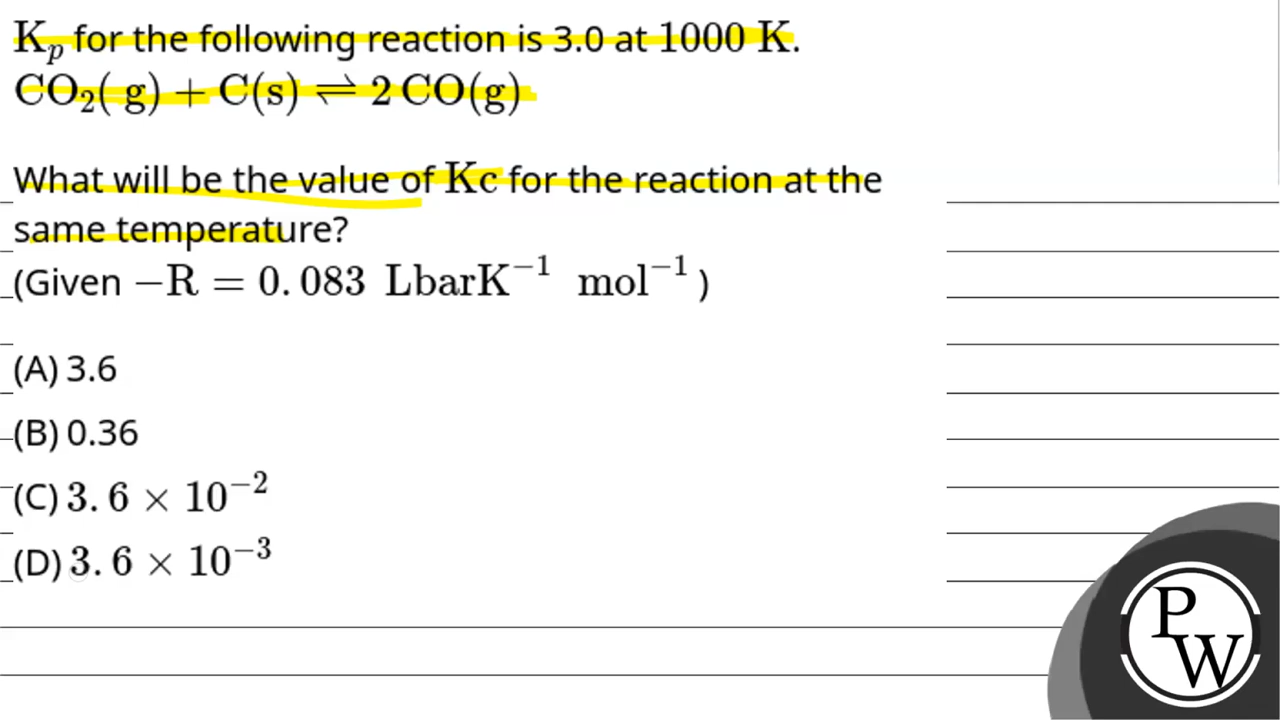 Kₚ for the following reaction is 3.0 at 1000 K.
CO₂( g) + C(s) ⇌ 2 CO(g)
What will be the value of Kc for the reaction at the
same temperature?
(Given −R = 0.083 LbarK⁻¹ mol⁻¹ )
(A) 3.6
(B) 0.36
(C) 3.6 × 10⁻²
(D) 3.6 × 10⁻³
P
W